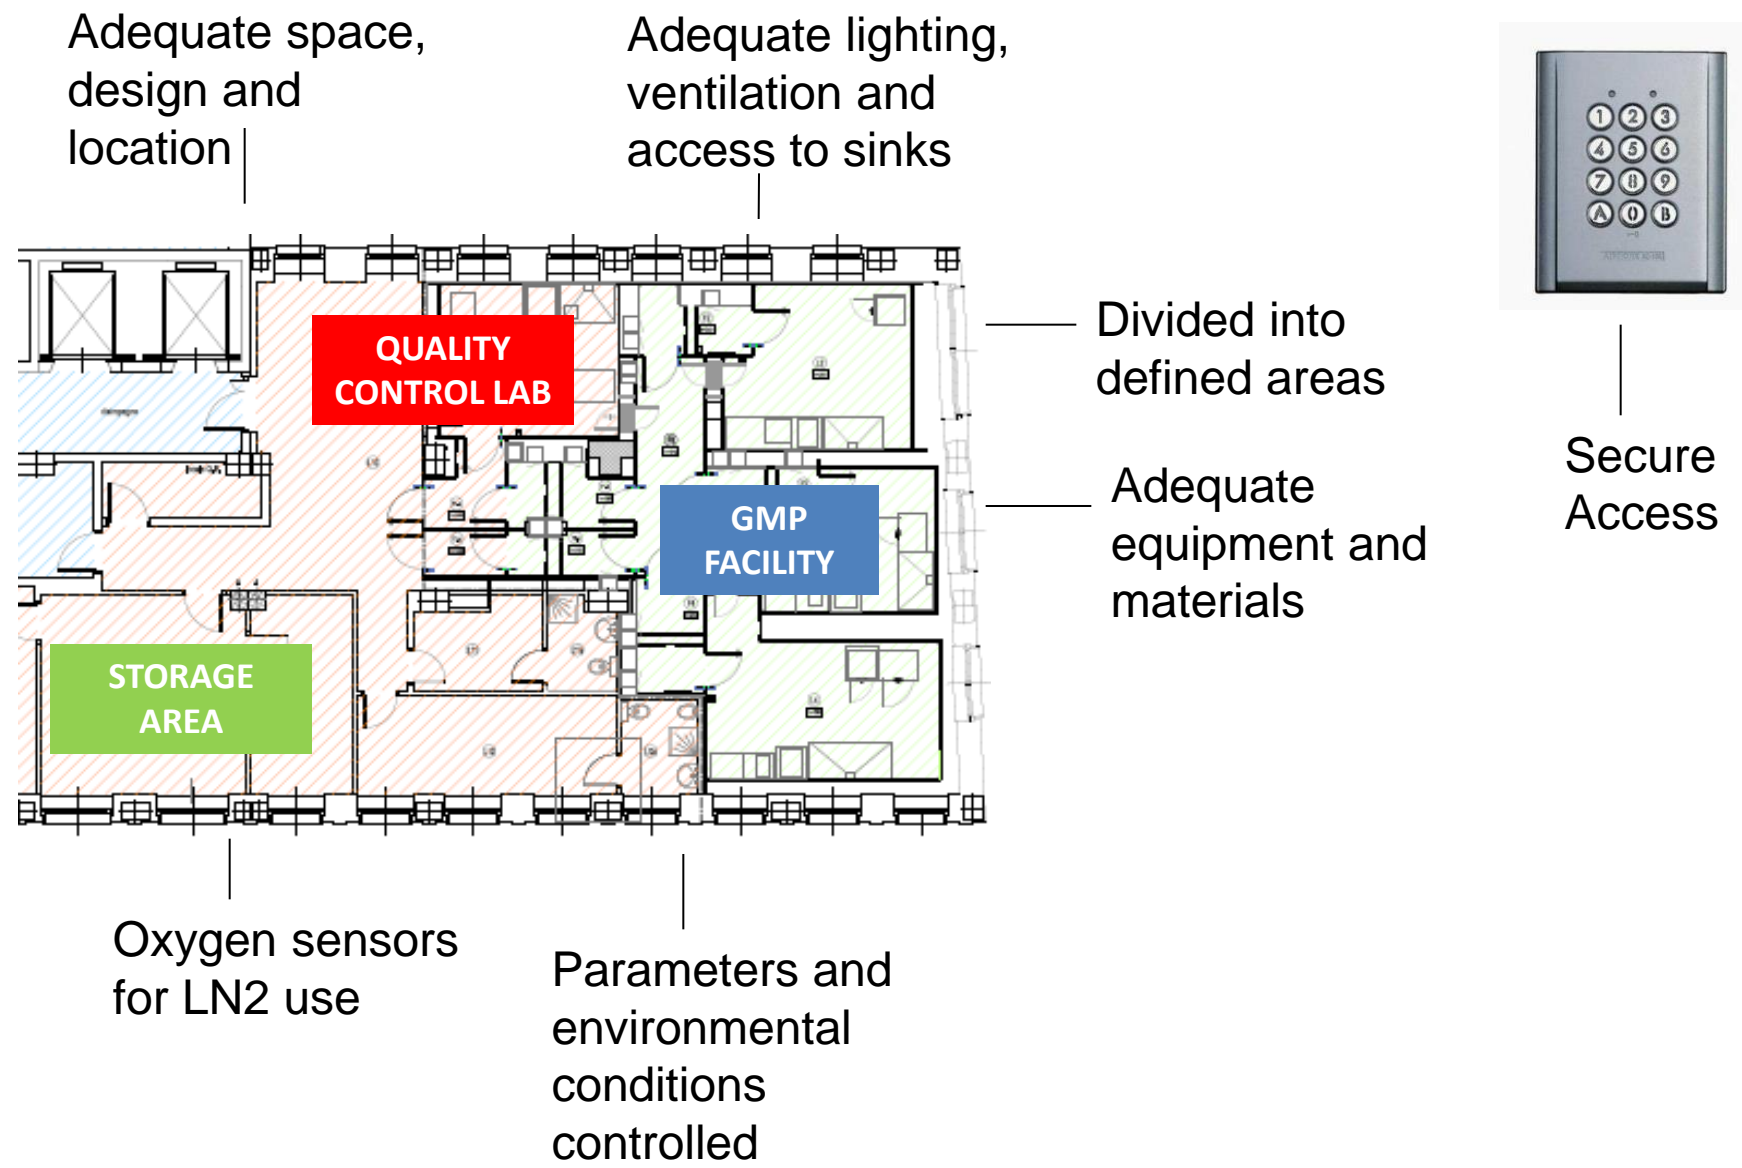 Adequate space,
design and
location
Adequate lighting,
ventilation and
access to sinks
1 2 3
4 5 6
7 8 9
A 0 B
QUALITY
CONTROL LAB
Divided into
defined areas
Secure
Access
GMP
FACILITY
Adequate
equipment and
materials
STORAGE
AREA
Oxygen sensors
for LN2 use
Parameters and
environmental
conditions
controlled